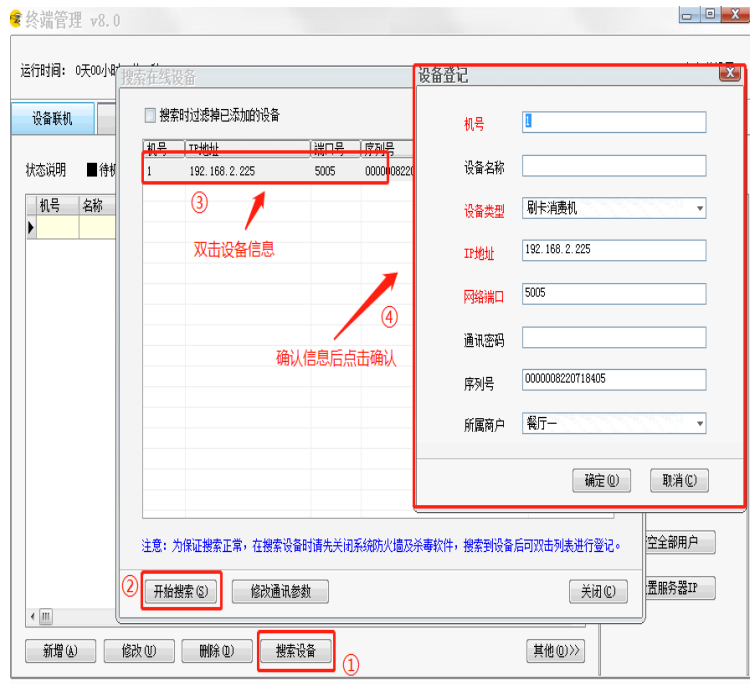 终端管理 v8.0
运行时间: 0天00小时
设备联机
状态说明 ■待机
机号 名称
搜索在线设备
搜索时过滤掉已添加的设备
机号 IP地址 端口号 序列号
1 192.168.2.225 5005 0000008220
③
双击设备信息
④
确认信息后点击确认
注意: 为保证搜索正常,在搜索设备时请先关闭系统防火墙及杀毒软件,搜索到设备后可双击列表进行登记。
② 开始搜索(S) 修改通讯参数 关闭(C)
设备登记
机号 1
设备名称
设备类型 刷卡消费机
IP地址 192.168.2.225
网络端口 5005
通讯密码
序列号 0000008220718405
所属商户 餐厅一
确定(O) 取消(C)
空全部用户
置服务器IP
新增(A) 修改(U) 删除(D) 搜索设备 ① 其他(O)>>